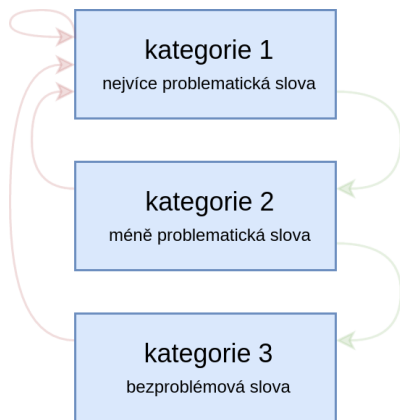 kategorie 1
nejvíce problematická slova
kategorie 2
méně problematická slova
kategorie 3
bezproblémová slova